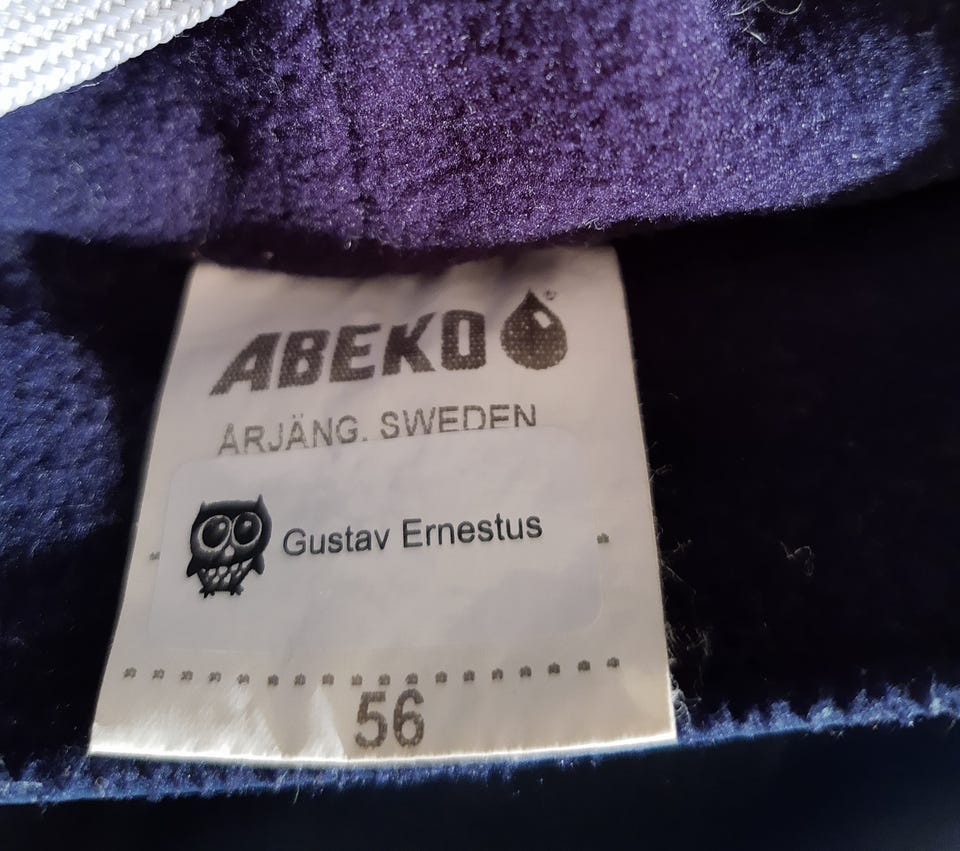 ABEKO
ÅRJÄNG. SWEDEN
Gustav Ernestus
56